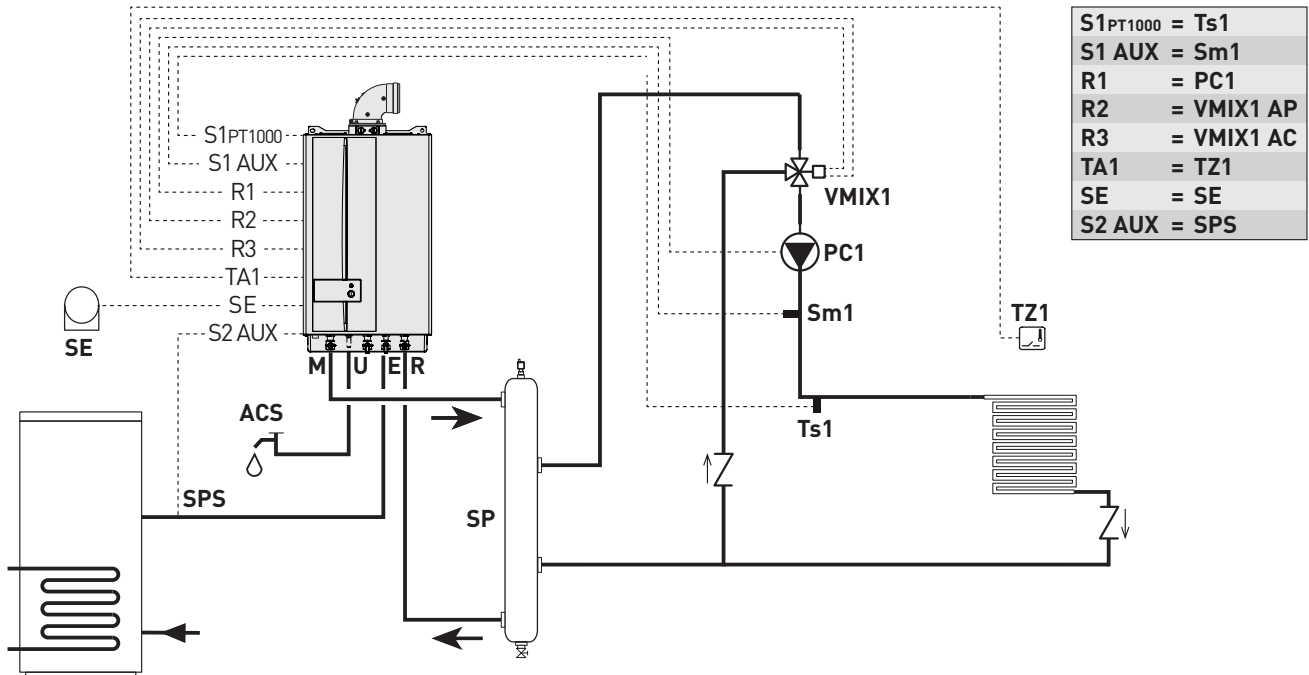 S1PT1000 = Ts1
S1 AUX = Sm1
R1 = PC1
R2 = VMIX1 AP
R3 = VMIX1 AC
TA1 = TZ1
SE = SE
S2 AUX = SPS
S1PT1000
S1 AUX
R1
R2
R3
TA1
SE
S2 AUX
SE
M U E R
VMIX1
PC1
Sm1
TZ1
Ts1
ACS
SPS
SP